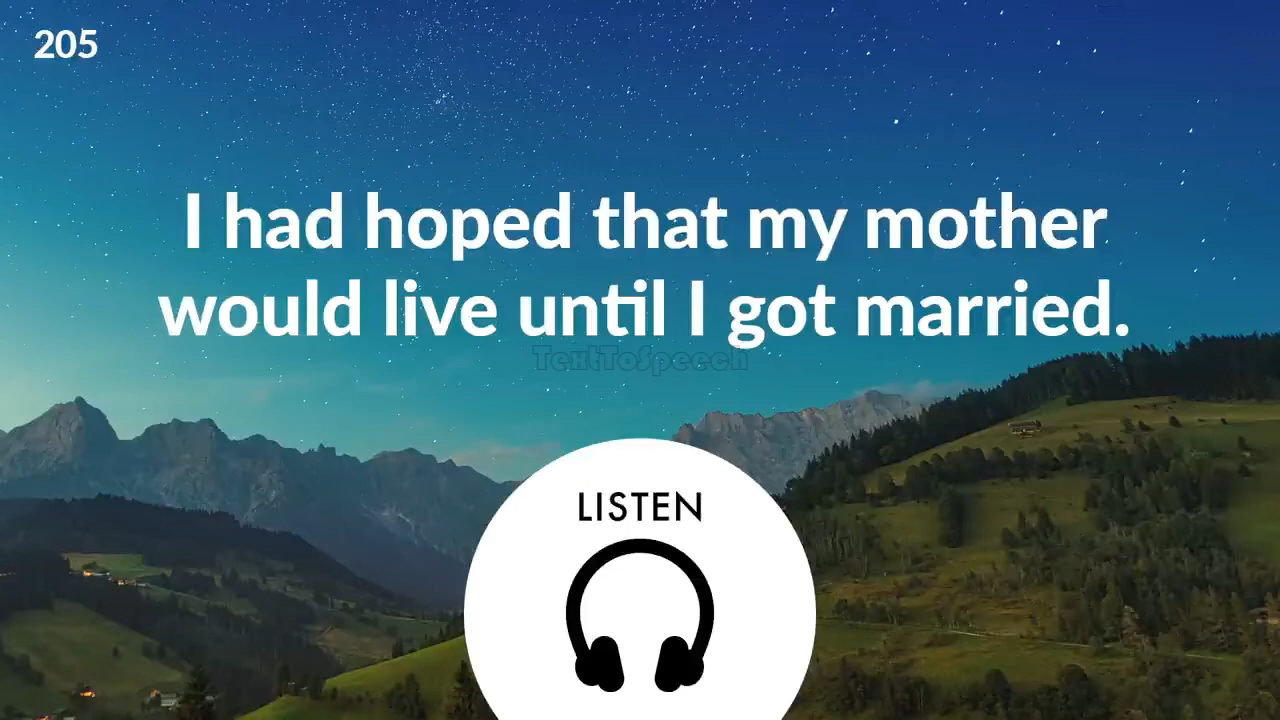 205
I had hoped that my mother
would live until I got married.
TextToSpeech
LISTEN